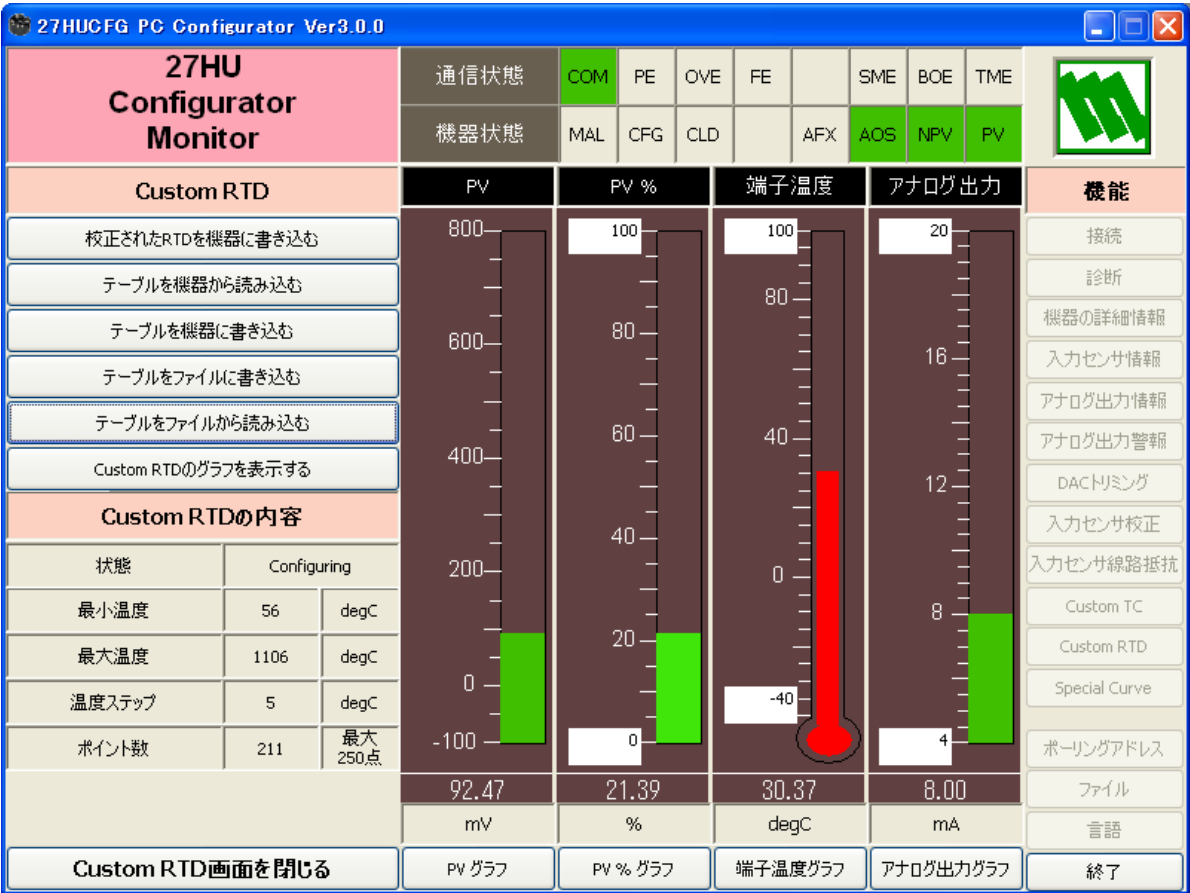 27HUCFG PC Configurator Ver3.0.0
27HU
Configurator
Monitor
通信状態
COM
PE
OVE
FE
SME
BOE
TME
機器状態
MAL
CFG
CLD
AFX
AOS
NPV
PV
Custom RTD
校正されたRTDを機器に書き込む
テーブルを機器から読み込む
テーブルを機器に書き込む
テーブルをファイルに書き込む
テーブルをファイルから読み込む
Custom RTDのグラフを表示する
Custom RTDの内容
状態
Configuring
最小温度
56
degC
最大温度
1106
degC
温度ステップ
5
degC
ポイント数
211
最大
250点
Custom RTD画面を閉じる
PV
800
600
400
200
0
-100
92.47
mV
PV グラフ
PV %
100
80
60
40
20
0
21.39
%
PV % グラフ
端子温度
100
80
40
0
-40
30.37
degC
端子温度グラフ
アナログ出力
20
16
12
8
4
8.00
mA
アナログ出力グラフ
機能
接続
診断
機器の詳細情報
入力センサ情報
アナログ出力情報
アナログ出力警報
DACトリミング
入力センサ校正
入力センサ線路抵抗
Custom TC
Custom RTD
Special Curve
ポーリングアドレス
ファイル
言語
終了